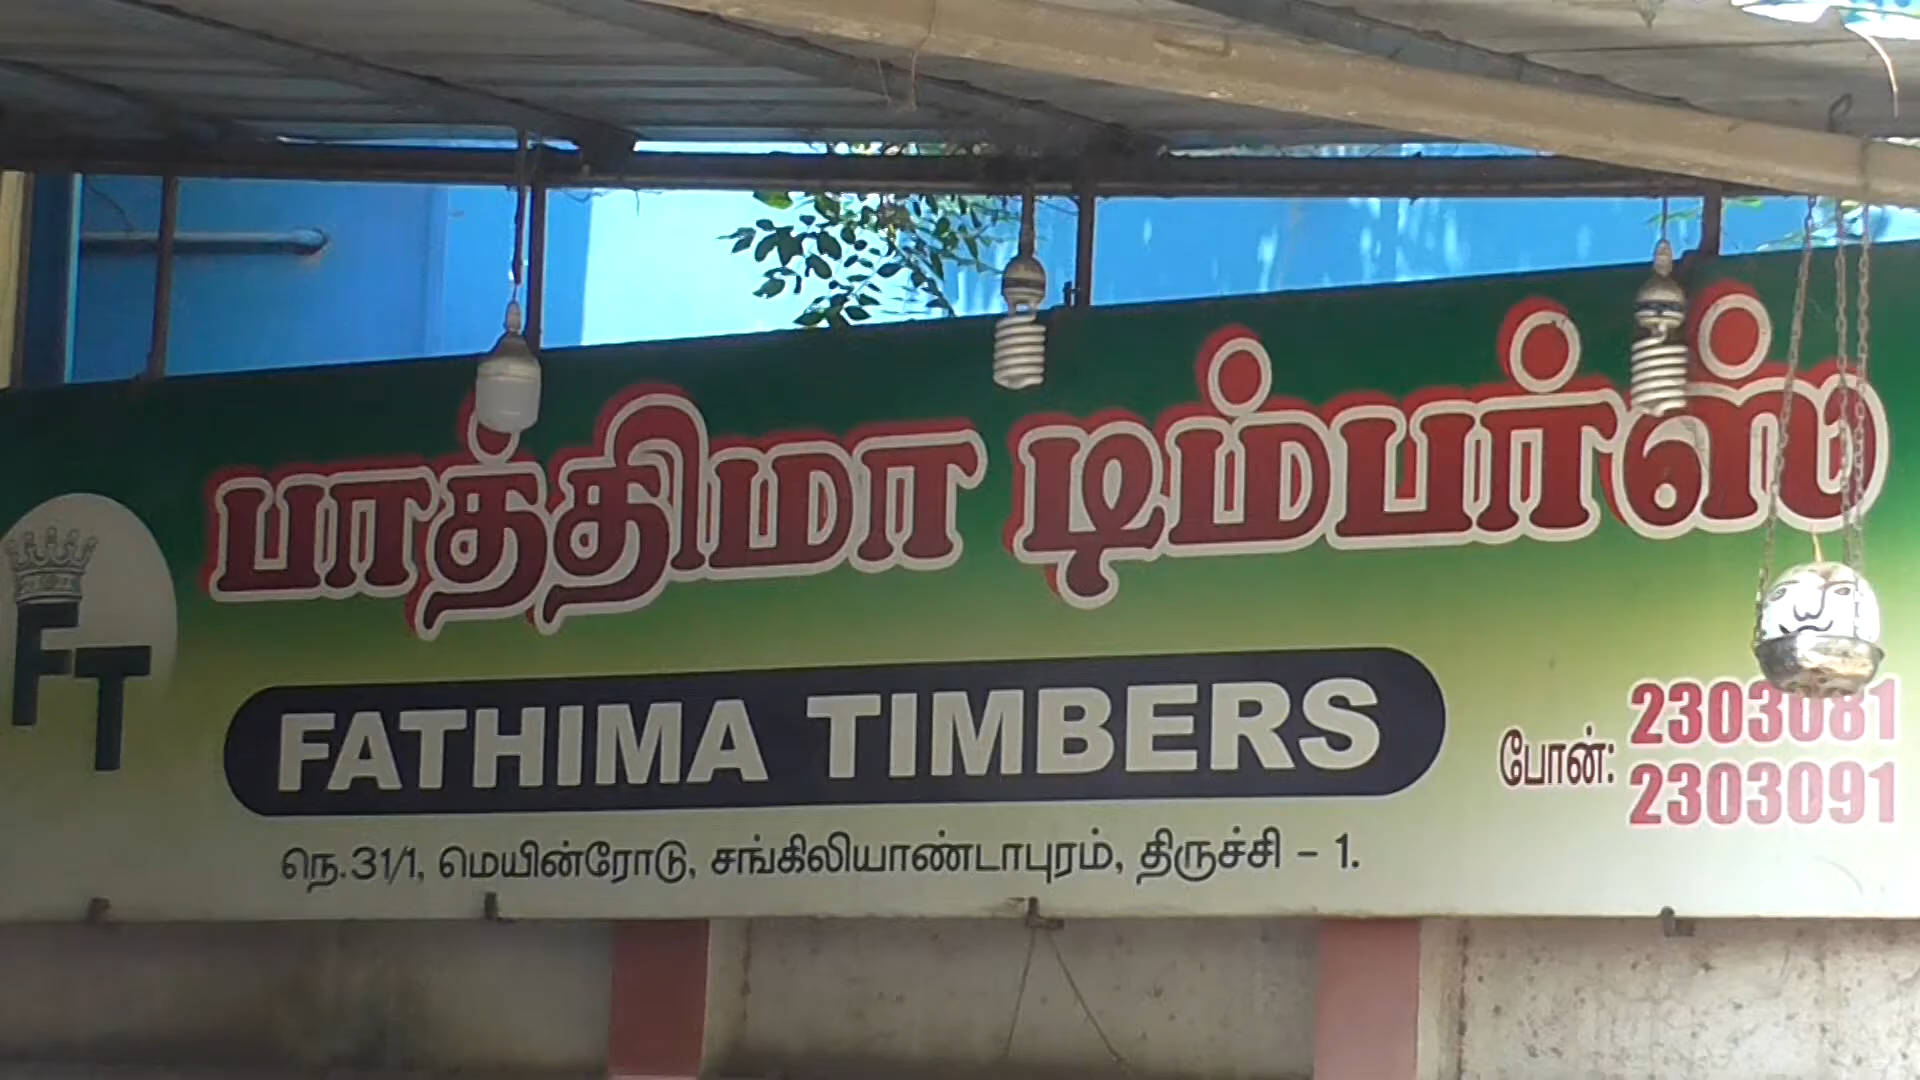 பாத்திமா டிம்பர்ஸ்
FT
FATHIMA TIMBERS
போன்: 2303081
2303091
நெ.31/1, மெயின்ரோடு, சங்கிலியாண்டாபுரம், திருச்சி - 1.